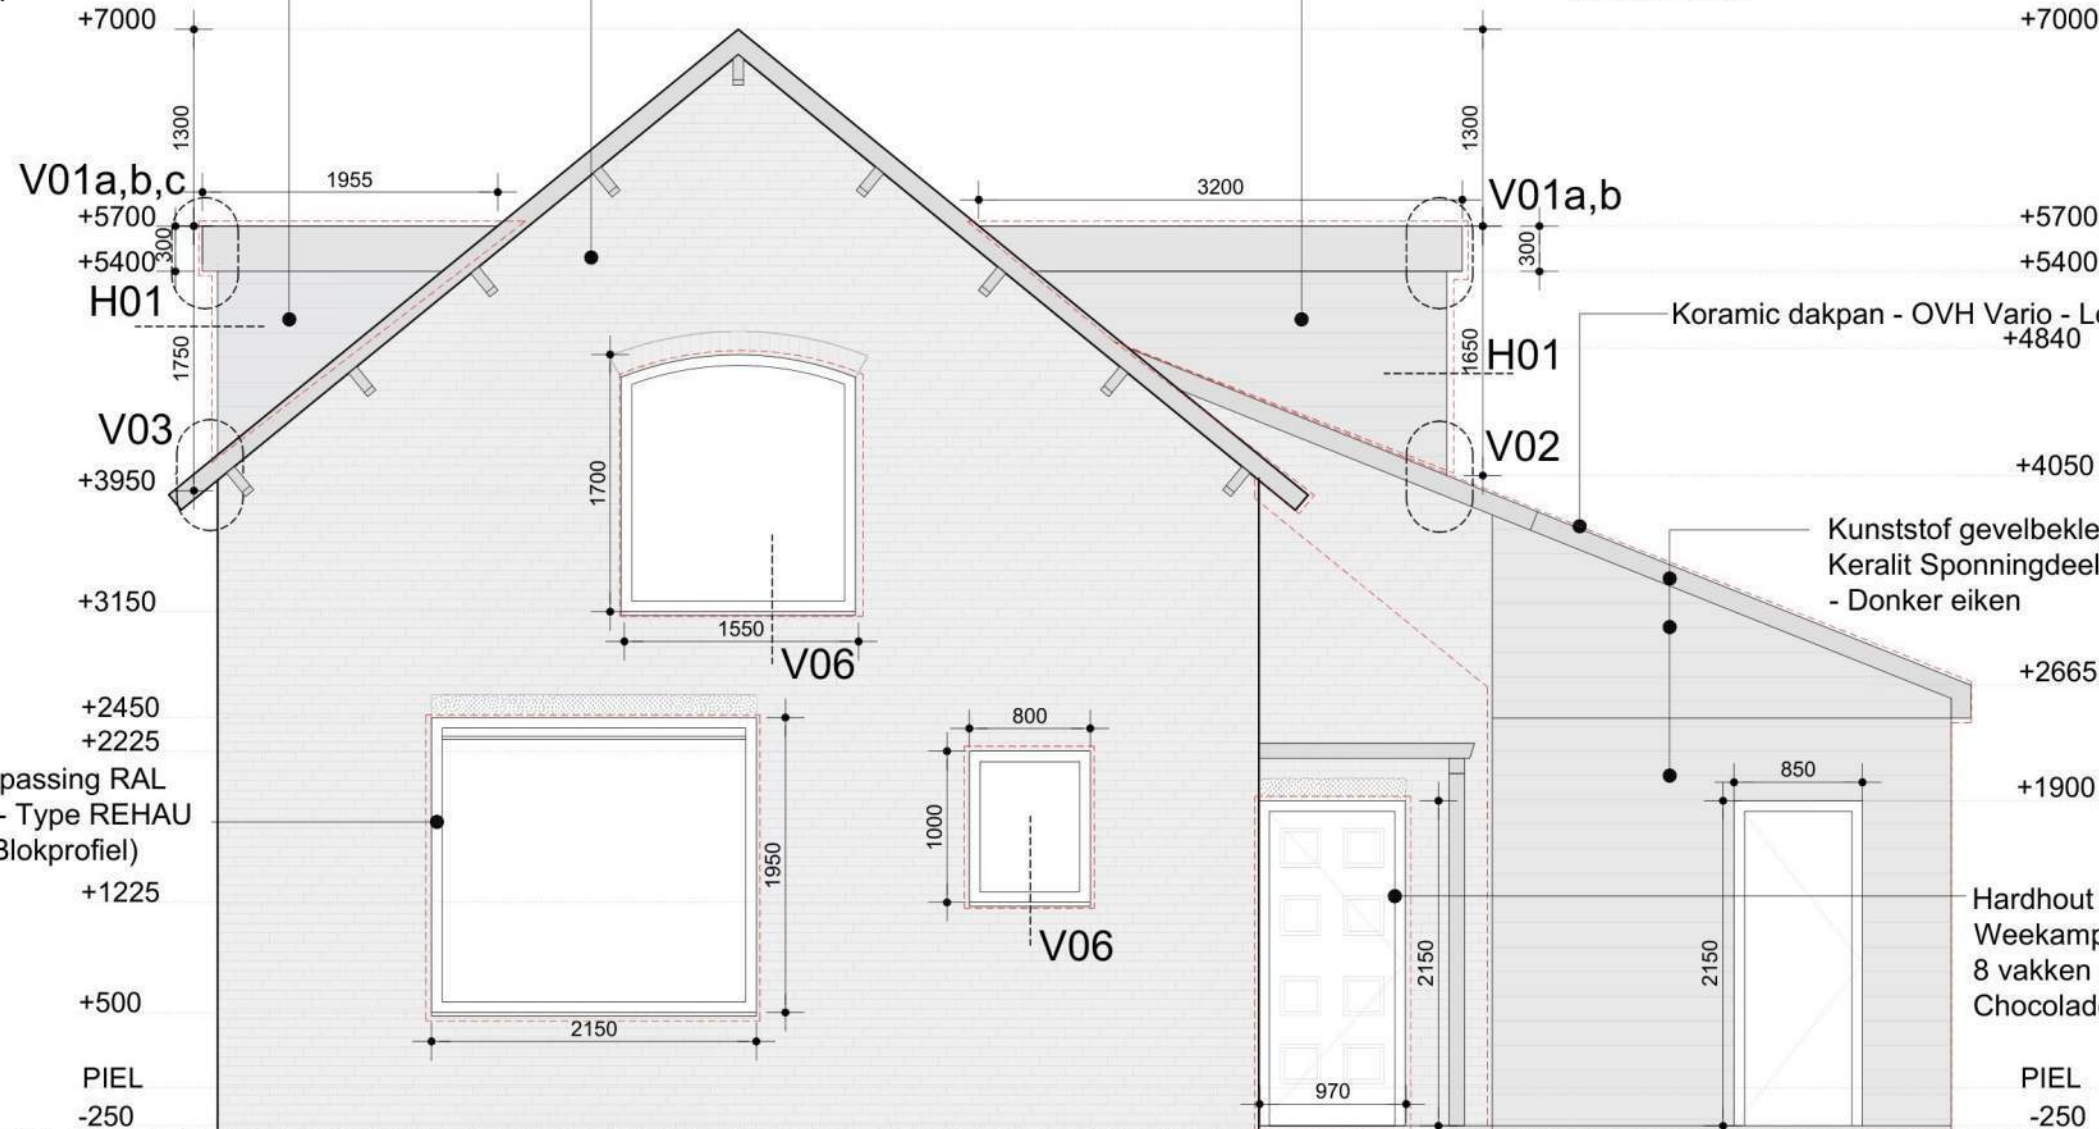 +7000
+7000
1300
1300
V01a,b,c
1955
3200
V01a,b
+5700
+5700
300
300
+5400
+5400
H01
Koramic dakpan - OVH Vario - L
+4840
1750
1650
H01
V03
V02
+3950
1700
+4050
Kunststof gevelbekle
Keralit Sponningdeel
- Donker eiken
+3150
1550
V06
+2665
+2450
800
+2225
passing RAL
850
+1900
- Type REHAU
1000
Blokprofiel)
1950
+1225
Hardhout
Weekamp
V06
2150
2150
8 vakken
+500
Chocolad
2150
PIEL
970
PIEL
-250
-250